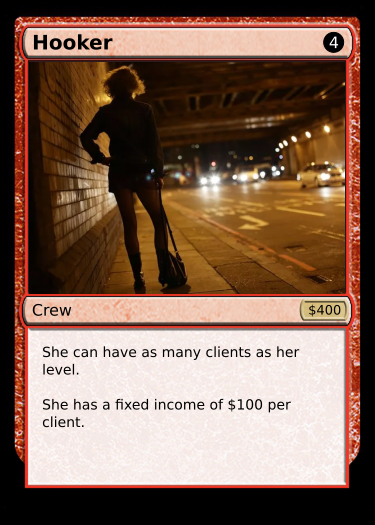 Hooker
4
Crew
$400
She can have as many clients as her
level.
She has a fixed income of $100 per
client.